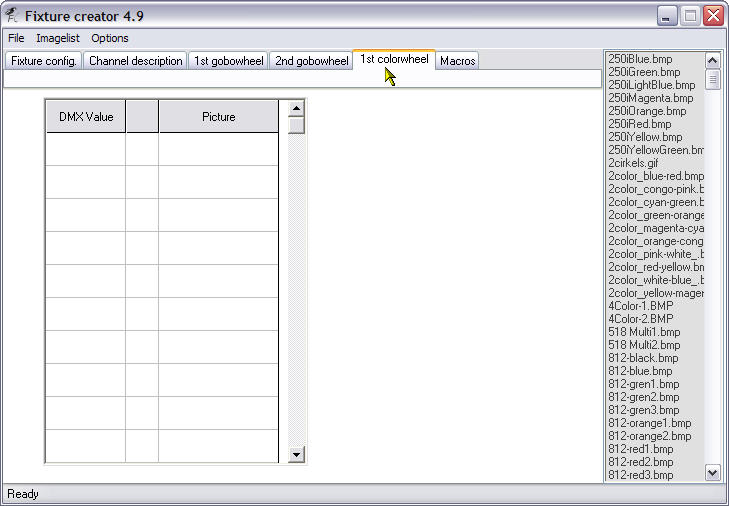 Fixture creator 4.9
File Imagelist Options
Fixture config. Channel description 1st gobowheel 2nd gobowheel 1st colorwheel Macros
DMX Value Picture
250iBlue.bmp
250iGreen.bmp
250iLightBlue.bmp
250iMagenta.bmp
250iOrange.bmp
250iRed.bmp
250iYellow.bmp
250iYellowGreen.bm
2cirkels.gif
2color_blue-red.bmp
2color_congo-pink.b
2color_cyan-green.b
2color_green-orange
2color_magenta-cya
2color_orange-cong
2color_pink-white_.b
2color_red-yellow.bm
2color_white-blue_.b
2color_yellow-magen
4Color-1.BMP
4Color-2.BMP
518 Multi1.bmp
518 Multi2.bmp
812-black.bmp
812-blue.bmp
812-gren1.bmp
812-gren2.bmp
812-gren3.bmp
812-orange1.bmp
812-orange2.bmp
812-red1.bmp
812-red2.bmp
812-red3.bmp
Ready